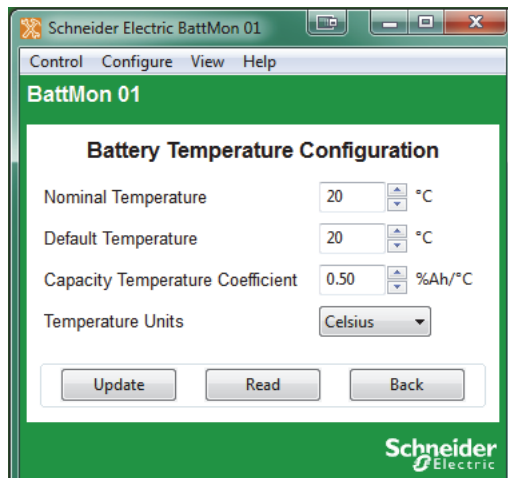 Schneider Electric BattMon 01
Control Configure View Help
BattMon 01
Battery Temperature Configuration
Nominal Temperature 20 °C
Default Temperature 20 °C
Capacity Temperature Coefficient 0.50 %Ah/°C
Temperature Units Celsius
Update Read Back
Schneider
Electric